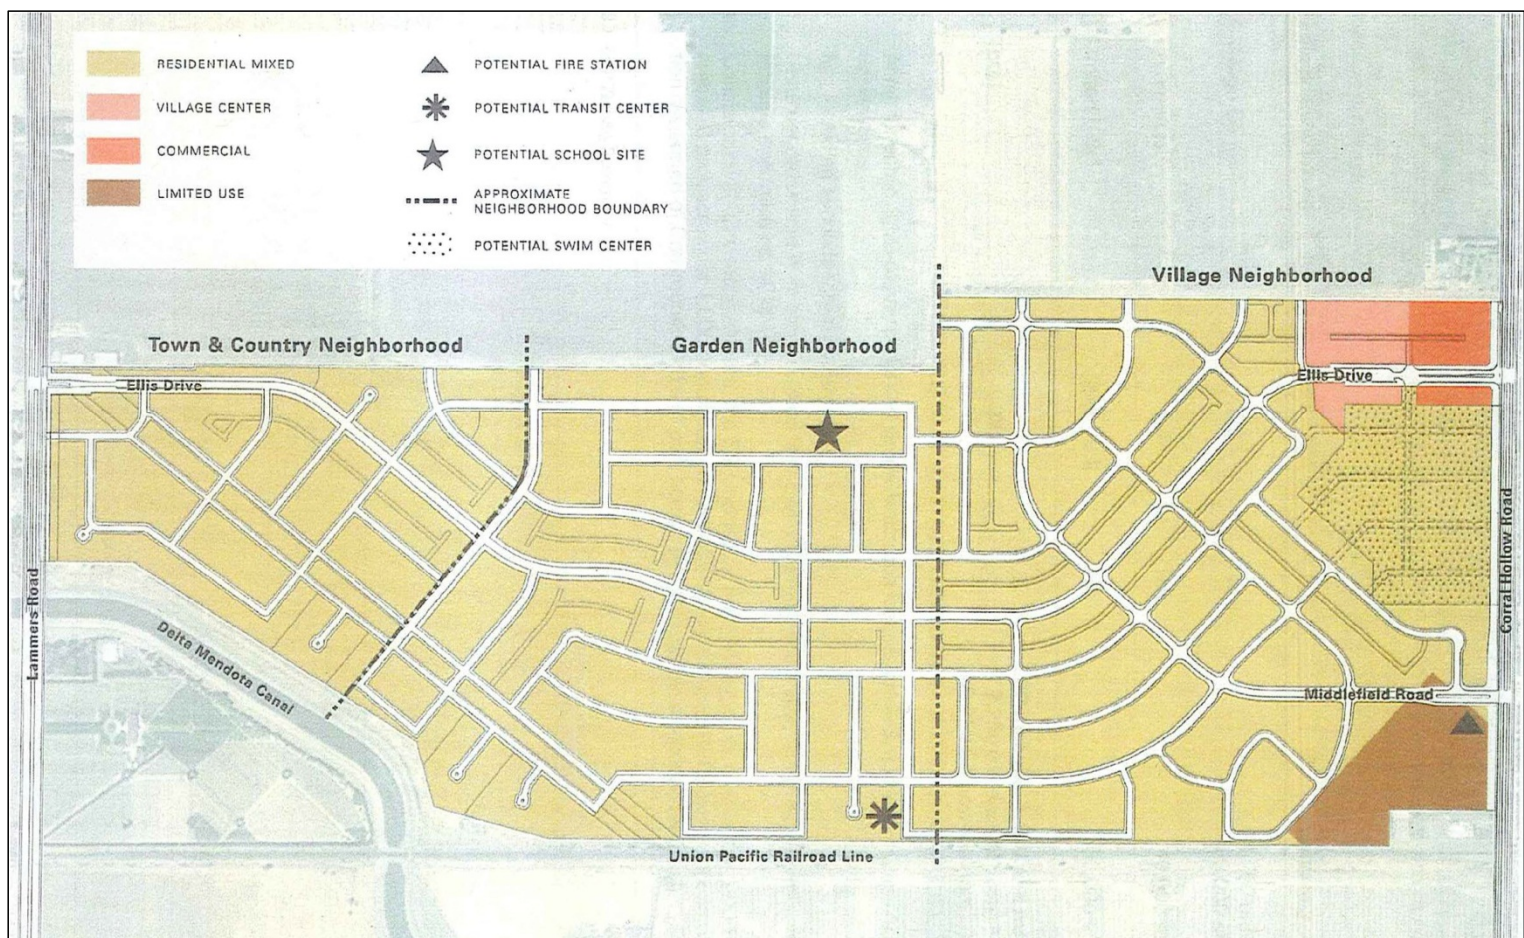 RESIDENTIAL MIXED
VILLAGE CENTER
COMMERCIAL
LIMITED USE
POTENTIAL FIRE STATION
POTENTIAL TRANSIT CENTER
POTENTIAL SCHOOL SITE
APPROXIMATE
NEIGHBORHOOD BOUNDARY
POTENTIAL SWIM CENTER
Village Neighborhood
Town & Country Neighborhood
Garden Neighborhood
Ellis Drive
Ellis Drive
Lammers Road
Corral Hollow Road
Delta Mendota Canal
Middlefield Road
Union Pacific Railroad Line